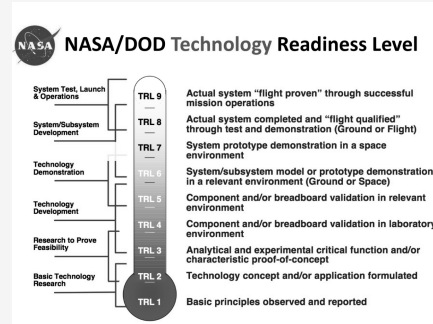 NASA
NASA/DOD Technology Readiness Level
System Test, Launch
& Operations
System/Subsystem
Development
Technology
Demonstration
Technology
Development
Research to Prove
Feasibility
Basic Technology
Research
TRL 9
Actual system “flight proven” through successful
mission operations
TRL 8
Actual system completed and “flight qualified”
through test and demonstration (Ground or Flight)
TRL 7
System prototype demonstration in a space
environment
TRL 6
System/subsystem model or prototype demonstration
in a relevant environment (Ground or Space)
TRL 5
Component and/or breadboard validation in relevant
environment
TRL 4
Component and/or breadboard validation in laboratory
environment
TRL 3
Analytical and experimental critical function and/or
characteristic proof-of-concept
TRL 2
Technology concept and/or application formulated
TRL 1
Basic principles observed and reported